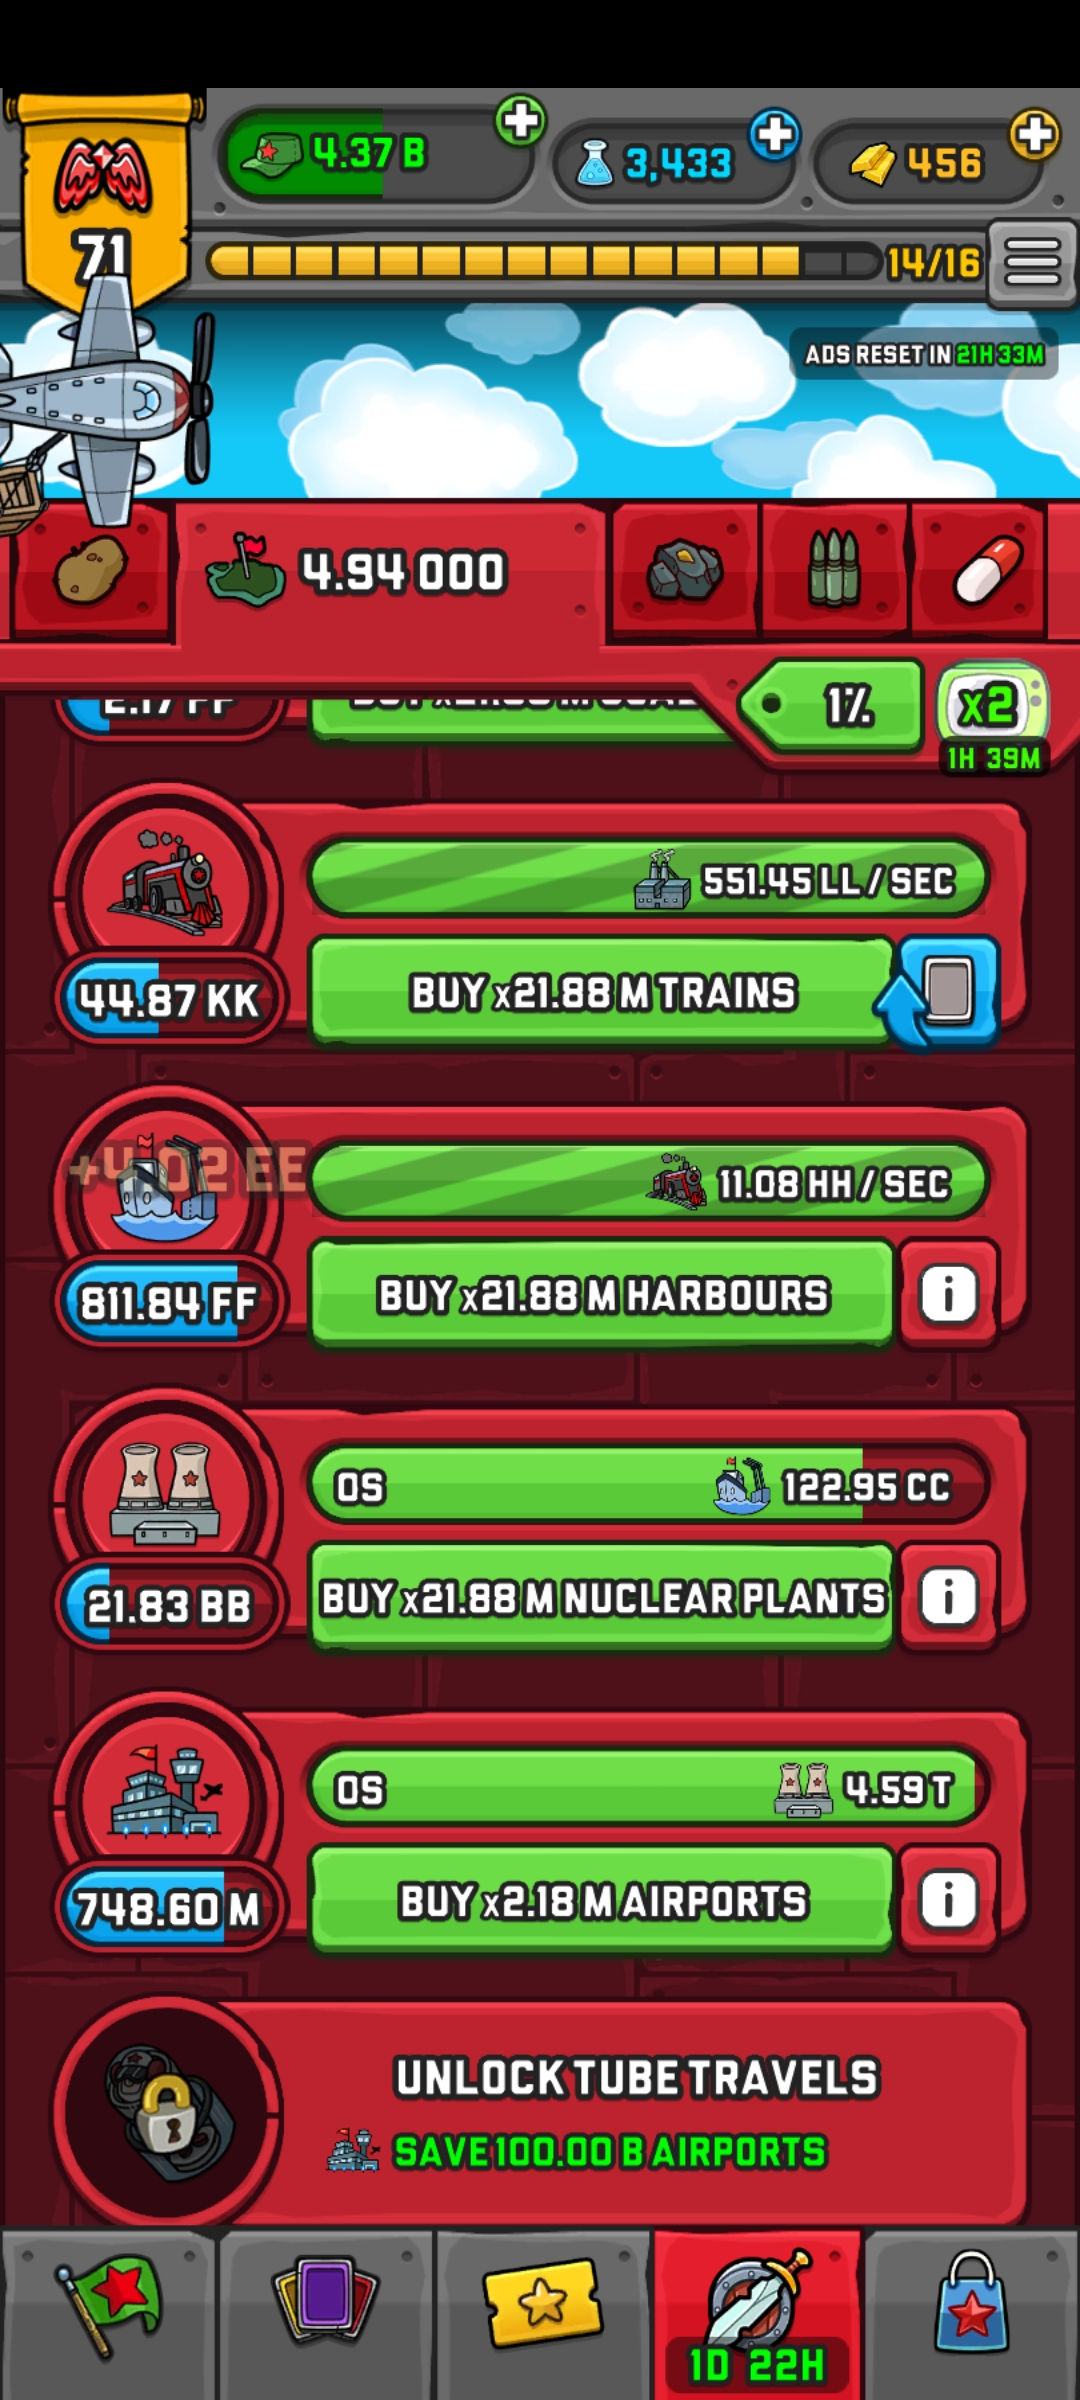 4.37 B
3,433
456
71
14/16
ADS RESET IN 21H 33M
4.94 000
1%
x2
1H 39M
551.45 LL / SEC
44.87 KK
BUY x21.88 M TRAINS
+4.02 EE
11.08 HH / SEC
811.84 FF
BUY x21.88 M HARBOURS
0S
122.95 CC
21.83 BB
BUY x21.88 M NUCLEAR PLANTS
0S
4.59 T
748.60 M
BUY x2.18 M AIRPORTS
UNLOCK TUBE TRAVELS
SAVE 100.00 B AIRPORTS
1D 22H